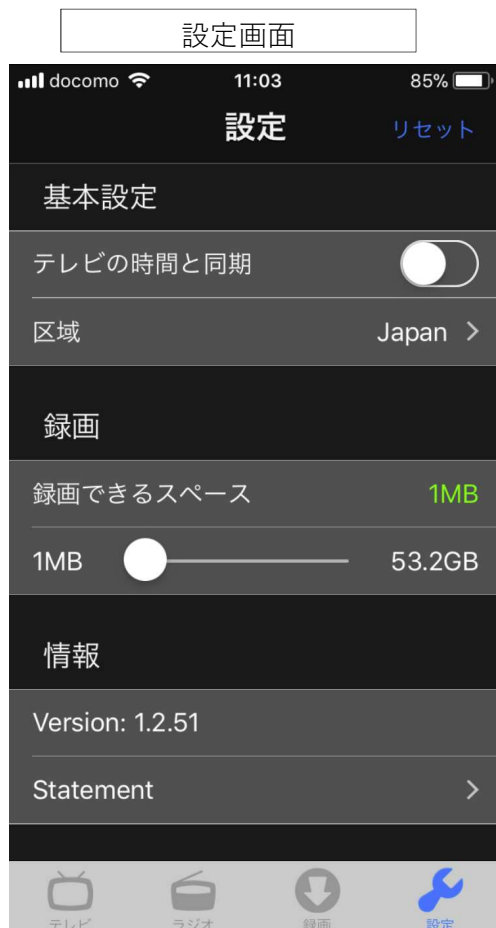 設定画面
docomo 11:03 85%
設定 リセット
基本設定
テレビの時間と同期
区域 Japan >
録画
録画できるスペース 1MB
1MB 53.2GB
情報
Version: 1.2.51
Statement >
テレビ ラジオ 録画 設定